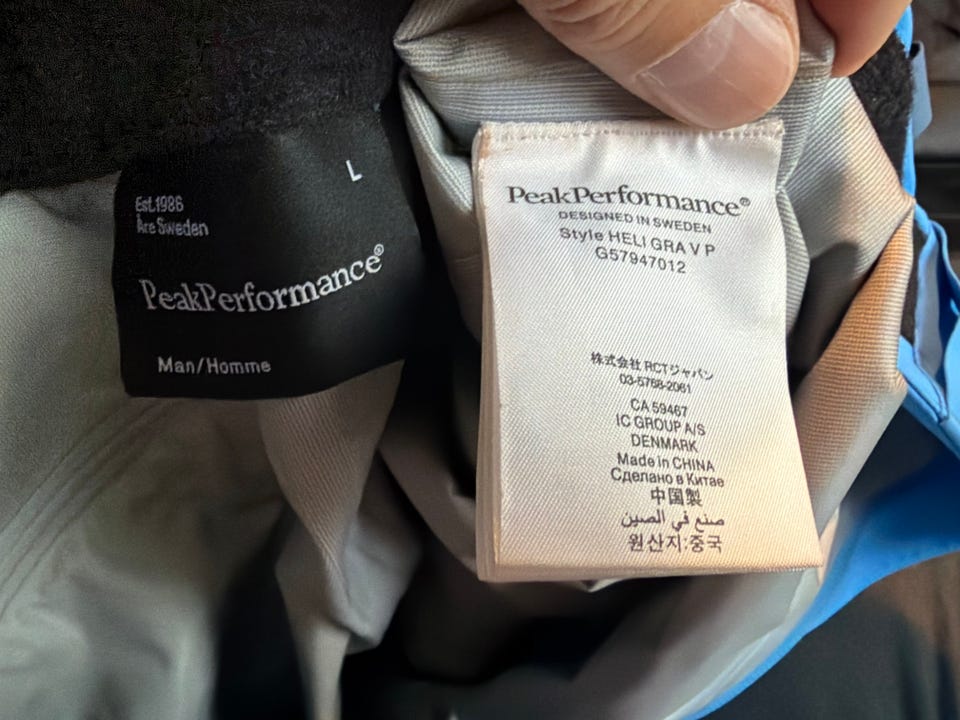 L
Est.1986
Åre Sweden
PeakPerformance®
Man/Homme
PeakPerformance®
DESIGNED IN SWEDEN
Style HELI GRA V P
G57947012
株式会社 RCTジャパン
03-5768-2061
CA 59467
IC GROUP A/S
DENMARK
Made in CHINA
Сделано в Китае
中国製
صنع في الصين
원산지:중국